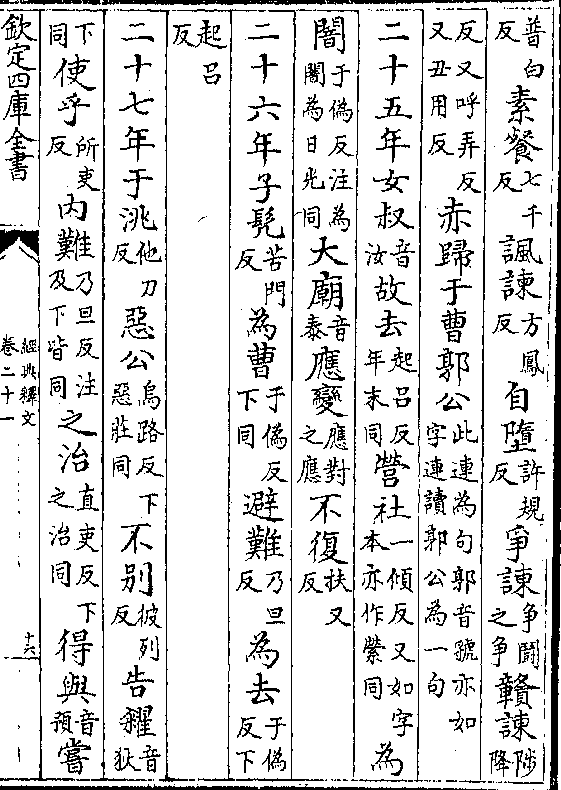 普白反素餐七千反諷諫方鳳反自墮許規反爭諫爭鬭之爭贛諫陟降
反又呼弄反又丑用反赤歸于曹郭公此連為句郭音號亦如字連讀郭公為一句
二十五年女叔音汝故去起呂反年末同營社一傾反又如字本亦作縈同為
闇于偽反注為闇為日光同大廟音泰應變應對之應不復扶又反
二十六年子髡苦門反為曹于偽反下同避難乃旦反為去于偽反下
起呂反
二十七年于洮他刀反惡公烏路反下惡莊同不别彼列反告糴音狄
下同使乎所吏反内難乃旦反注及下皆同之治直吏反下之治同得與音預嘗
欽定四庫全書
經典釋文
卷二十一
十六